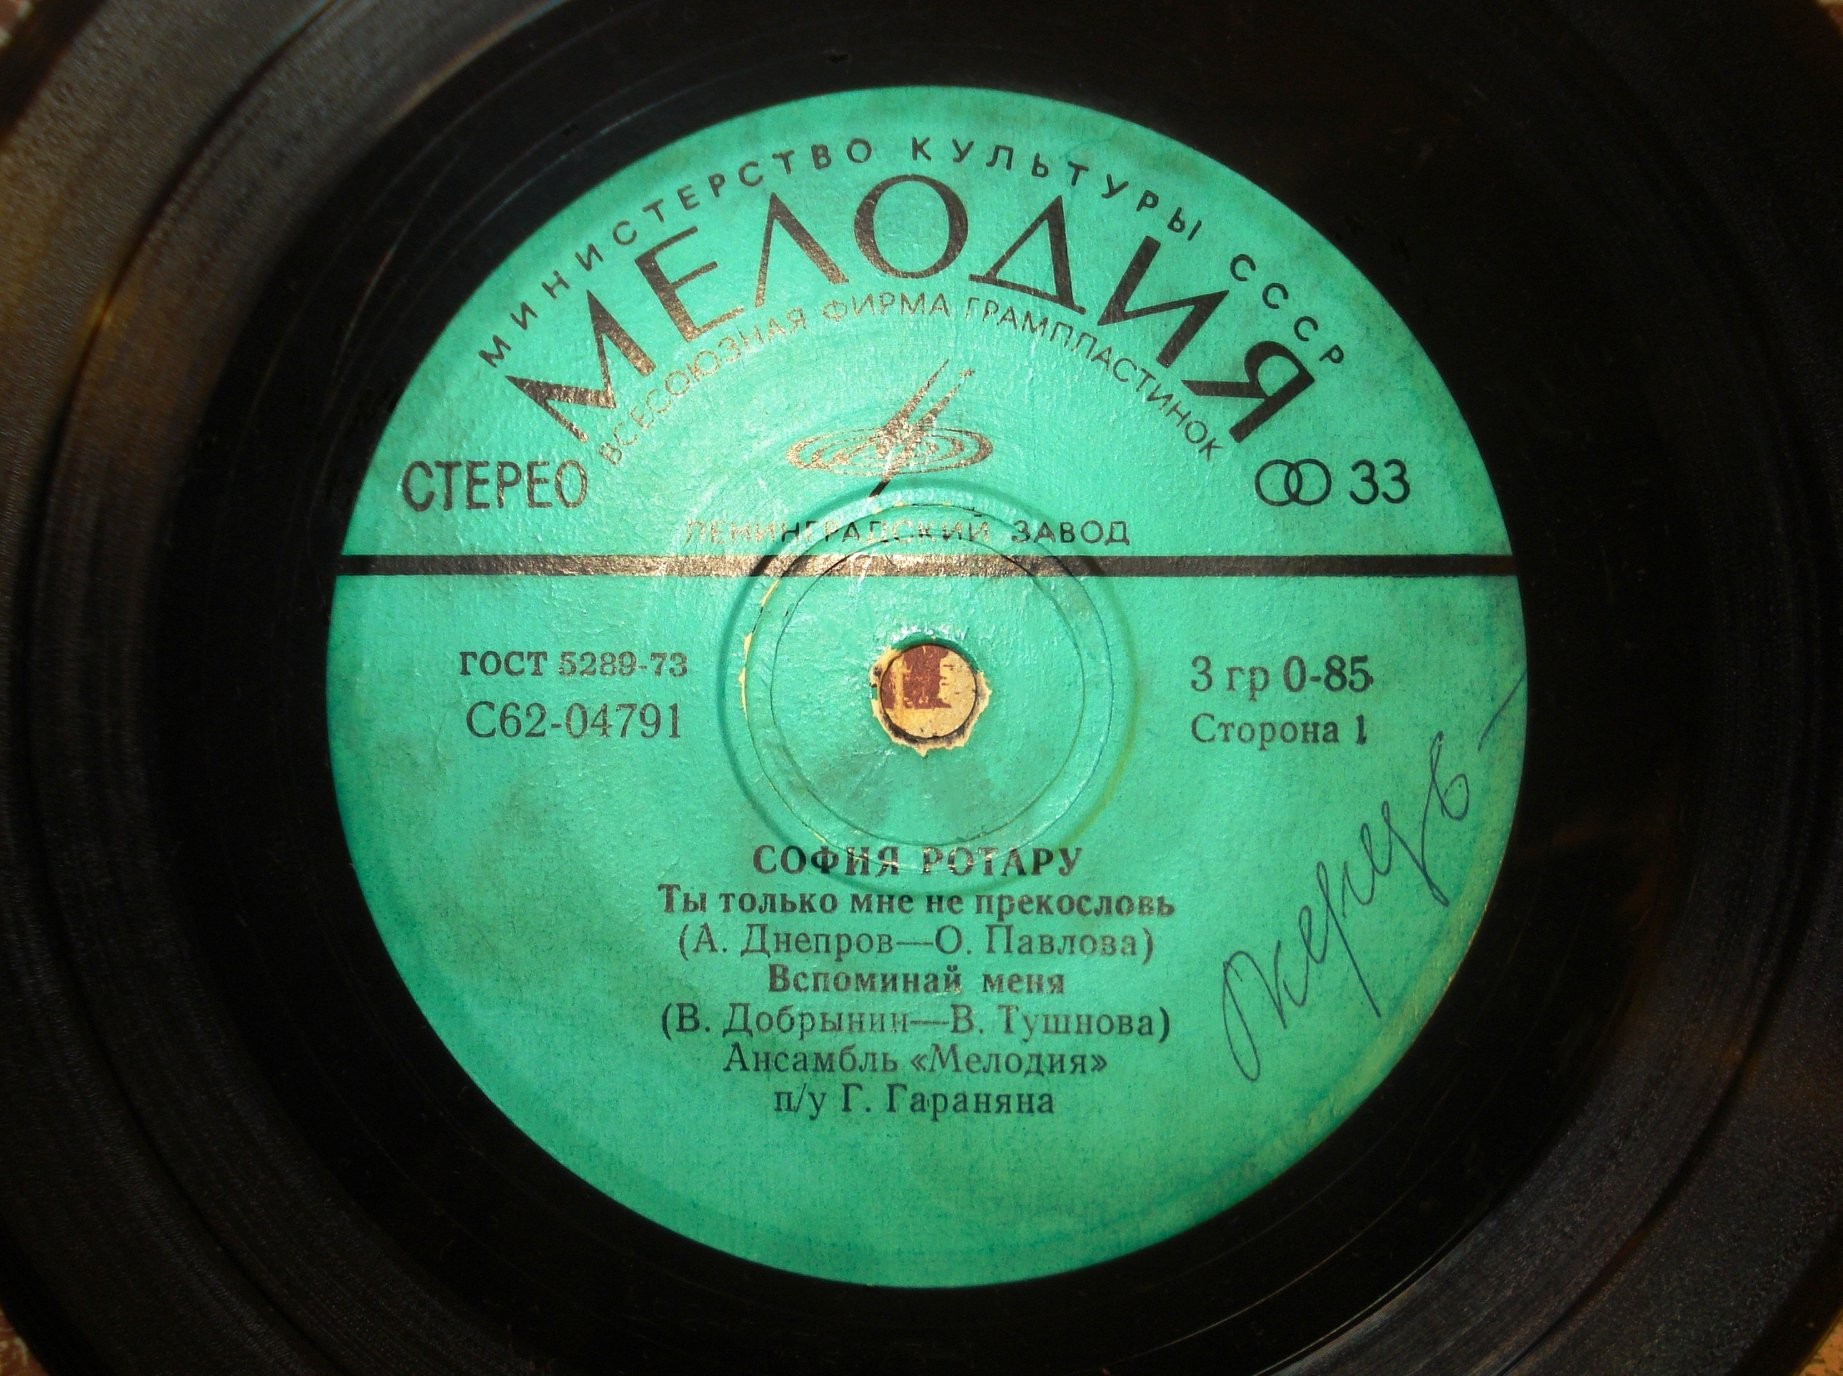 МИНИСТЕРСТВО КУЛЬТУРЫ СССР
МЕЛОДИЯ
ВСЕСОЮЗНАЯ ФИРМА ГРАМПЛАСТИНОК
СТЕРЕО
33
ЛЕНИНГРАДСКИЙ ЗАВОД
ГОСТ 5289-73
С62-04791
3 гр 0-85
Сторона 1
СОФИЯ РОТАРУ
Ты только мне не прекословь
(А. Днепров—О. Павлова)
Вспоминай меня
(В. Добрынин—В. Тушнова)
Ансамбль «Мелодия»
п/у Г. Гараняна